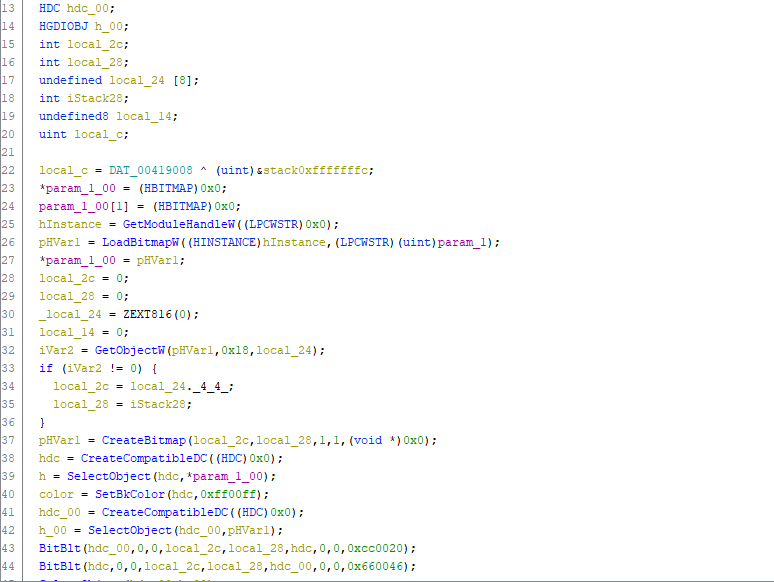 13 HDC hdc_00;
14 HGDIOBJ h_00;
15 int local_2c;
16 int local_28;
17 undefined local_24 [8];
18 int iStack28;
19 undefined8 local_14;
20 uint local_c;
21
22 local_c = DAT_00419008 ^ (uint)&stack0xfffffffc;
23 *param_1_00 = (HBITMAP)0x0;
24 param_1_00[1] = (HBITMAP)0x0;
25 hInstance = GetModuleHandleW((LPCWSTR)0x0);
26 pHVar1 = LoadBitmapW((HINSTANCE)hInstance,(LPCWSTR)(uint)param_1);
27 *param_1_00 = pHVar1;
28 local_2c = 0;
29 local_28 = 0;
30 _local_24 = ZEXT816(0);
31 local_14 = 0;
32 iVar2 = GetObjectW(pHVar1,0x18,local_24);
33 if (iVar2 != 0) {
34 local_2c = local_24._4_4_;
35 local_28 = iStack28;
36 }
37 pHVar1 = CreateBitmap(local_2c,local_28,1,1,(void *)0x0);
38 hdc = CreateCompatibleDC((HDC)0x0);
39 h = SelectObject(hdc,*param_1_00);
40 color = SetBkColor(hdc,0xff00ff);
41 hdc_00 = CreateCompatibleDC((HDC)0x0);
42 h_00 = SelectObject(hdc_00,pHVar1);
43 BitBlt(hdc_00,0,0,local_2c,local_28,hdc,0,0,0xcc0020);
44 BitBlt(hdc,0,0,local_2c,local_28,hdc_00,0,0,0x660046);